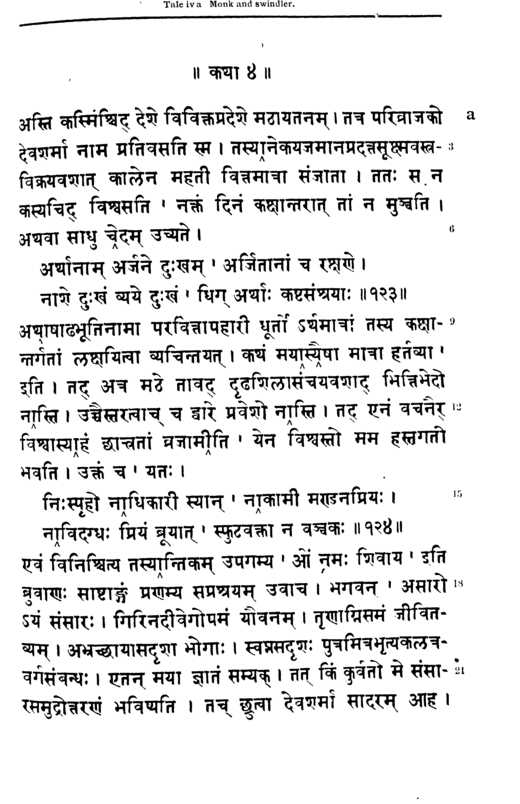 Tale iv a Monk and swindler.
॥ कथा ४ ॥
अस्ति कस्मिंश्चिद् देशे विविक्तप्रदेशे मठायतनम् । तत्र परिव्राजको a
देवशर्मा नाम प्रतिवसति स्म । तस्यानेकयजमानप्रदत्तसूक्ष्मवस्त्र- 3
विक्रयवशात् कालेन महती वित्तमात्रा संजाता । ततः स न
कस्यचिद् विश्वसति ' नक्तं दिनं कक्षान्तरात् तां न मुञ्चति ।
अथवा साधु चेदम् उच्यते । 6
अर्थानाम् अर्जने दुःखम् ' अर्जितानां च रक्षणे ।
नाशे दुःखं व्यये दुःखं ' धिग् अर्थाः कष्टसंश्रयाः ॥१२३॥
अथाषाढभूतिनामा परवित्तापहारी धूर्तो ऽर्थमात्रां तस्य कक्षा- 9
न्तर्गतां लक्षयित्वा व्यचिन्तयत् । कथं मयास्यैषा मात्रा हर्तव्या '
इति । तद् अत्र मठे तावद् दृढशिलासंचयवशाद् भित्तिभेदो
नास्ति । उच्चैस्तरत्वाच् च द्वारे प्रवेशो नास्ति । तद् एनं वचनैर् 12
विश्वास्याहं छात्त्रतां व्रजामीति ' येन विश्वस्तो मम हस्तगतो
भवति । उक्तं च ' यतः ।
निःस्पृहो नाधिकारी स्यान् ' नाकामी मण्डनप्रियः । 15
नाविदग्धः प्रियं ब्रूयात् ' स्फुटवक्ता न वञ्चकः ॥१२४॥
एवं विनिश्चित्य तस्यान्तिकम् उपगम्य ' ओं नमः शिवाय ' इति
ब्रुवाणः साष्टाङ्गं प्रणम्य सप्रश्रयम् उवाच । भगवन् ' असारो 18
ऽयं संसारः । गिरिनदीवेगोपमं यौवनम् । तृणाग्निसमं जीवित-
व्यम् । अभ्रच्छायासदृशा भोगाः । स्वप्नसदृशः पुत्रमित्रभृत्यकलत्र-
वर्गसंबन्धः । एतन् मया ज्ञातं सम्यक् । तत् किं कुर्वतो मे संसा- 21
रसमुद्रोत्तरणं भविष्यति । तच् छ्रुत्वा देवशर्मा सादरम् आह ।